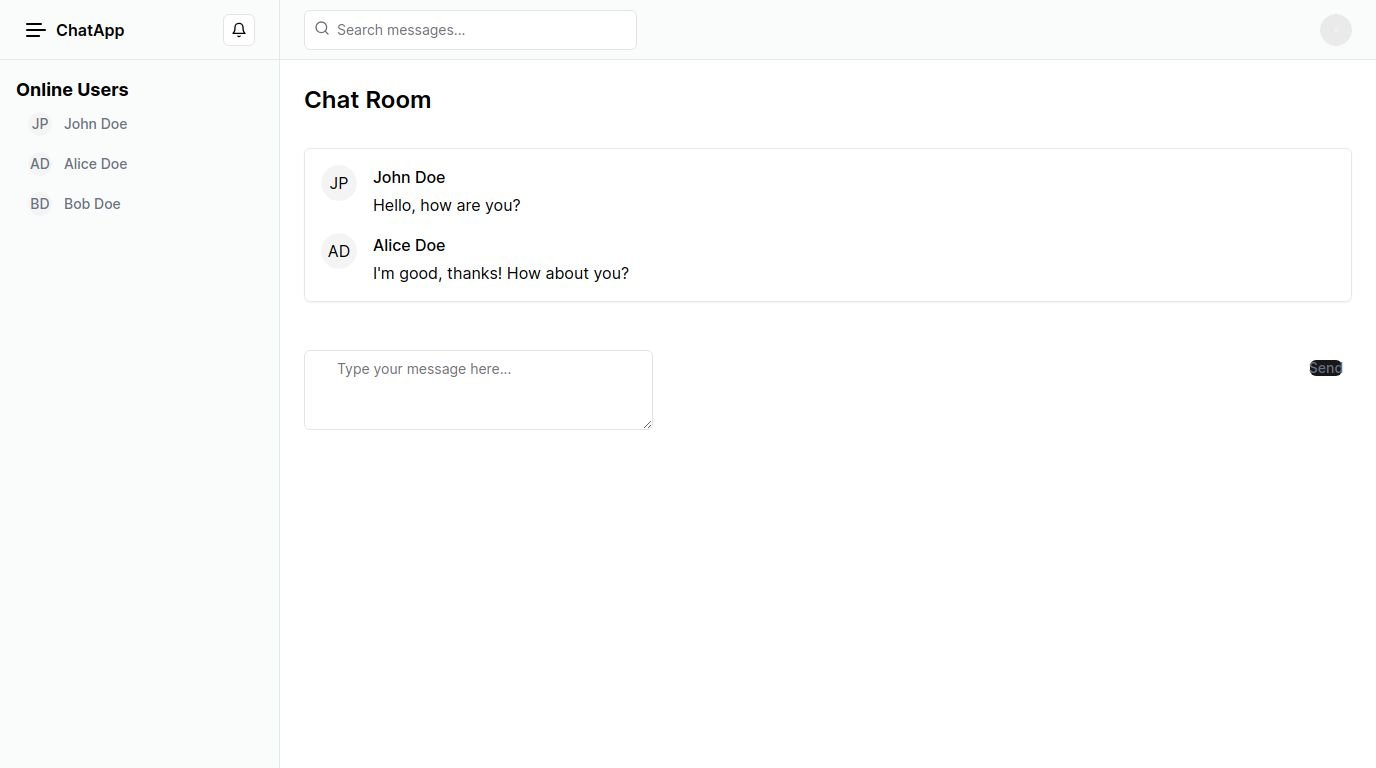 ChatApp
Search messages...
Online Users
JP John Doe
AD Alice Doe
BD Bob Doe
Chat Room
JP John Doe
Hello, how are you?
AD Alice Doe
I'm good, thanks! How about you?
Type your message here...
Send